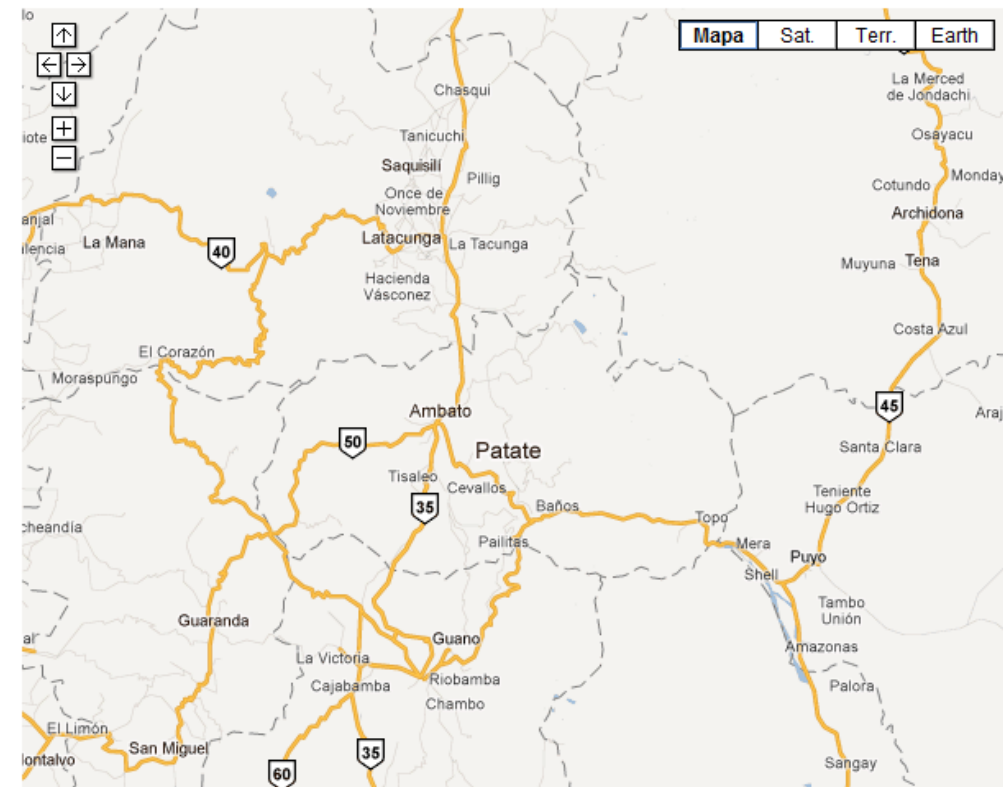 Mapa
Sat.
Terr.
Earth
Chasqui
La Merced
de Jondachi
Tanicuchi
Osayacu
Saquisilí
Pillig
Monday
Once de
Noviembre
Cotundo
Archidona
40
La Mana
Latacunga
La Tacunga
Muyuna
Tena
Hacienda
Vásconez
Costa Azul
El Corazón
Moraspungo
Ambato
45
Araj
50
Patate
Santa Clara
Tisaleo
Cevallos
35
Baños
Teniente
Hugo Ortiz
Topo
cheandía
Pailitas
Mera
Puyo
Shell
Guaranda
Tambo
Unión
Guano
Amazonas
La Victoria
Cajabamba
Riobamba
Palora
Chambo
El Limón
San Miguel
35
ontalvo
60
Sangay